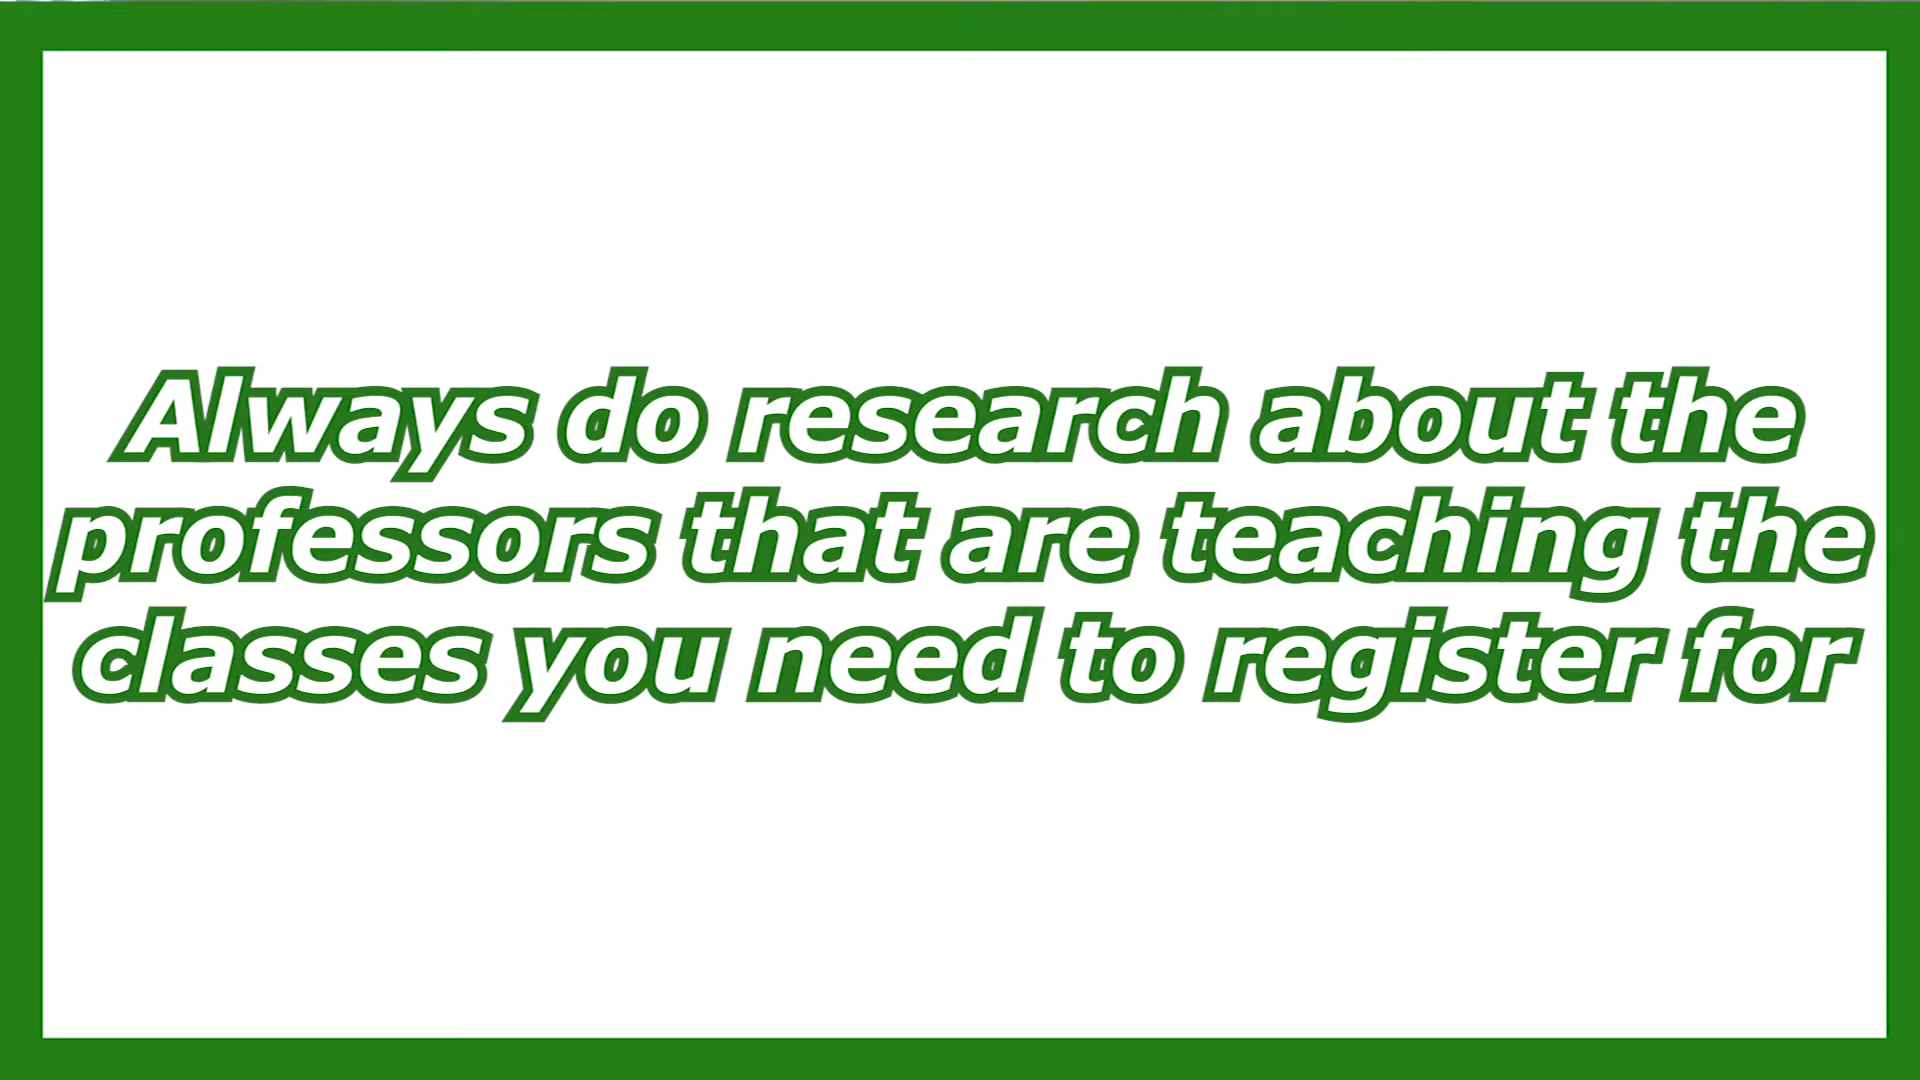 Always do research about the
professors that are teaching the
classes you need to register for